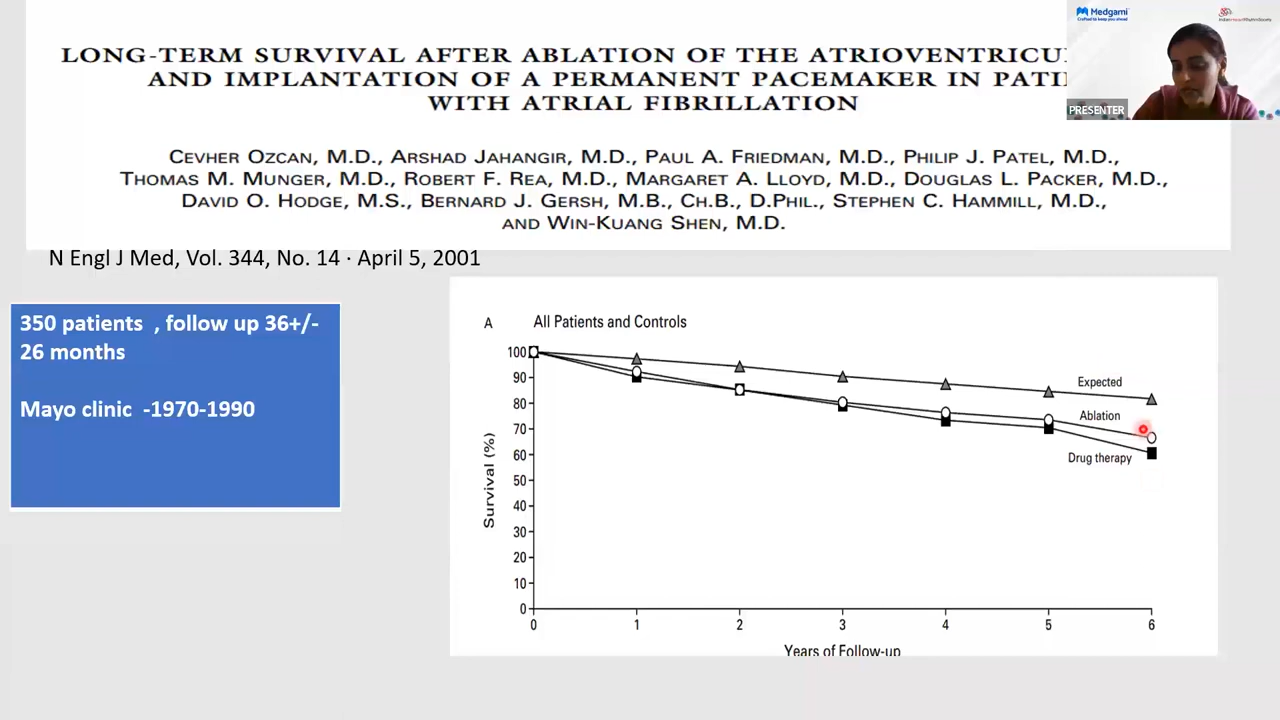 LONG-TERM SURVIVAL AFTER ABLATION OF THE
AND IMPLANTATION OF A PERMANENT PACEMAKER IN
WITH ATRIAL FIBRILLATION
CEVHER OZCAN, M.D., ARSHAD JAHANGIR, M.D., PAUL A. FRIEDMAN, M.D., PHILIP J. PATEL, M.D.,
THOMAS M. MUNGER, M.D., ROBERT F. REA, M.D., MARGARET A. LLOYD, M.D., DOUGLAS L. PACKER, M.D.,
DAVID O. HODGE, M.S., BERNARD J. GERSH, M.B., CH.B., D.PHIL., STEPHEN C. HAMMILL, M.D.,
AND WIN-KUANG SHEN, M.D.
Medgami
Crafted to keep you ahead
PRESENTER
N Engl J Med, Vol. 344, No. 14 · April 5, 2001
350 patients , follow up 36+/-
26 months
Mayo clinic -1970-1990
A All Patients and Controls
Survival (%)
100
90
80
70
60
50
40
30
20
10
0
Expected
Ablation
Drug therapy
0 1 2 3 4 5 6
Years of Follow-up